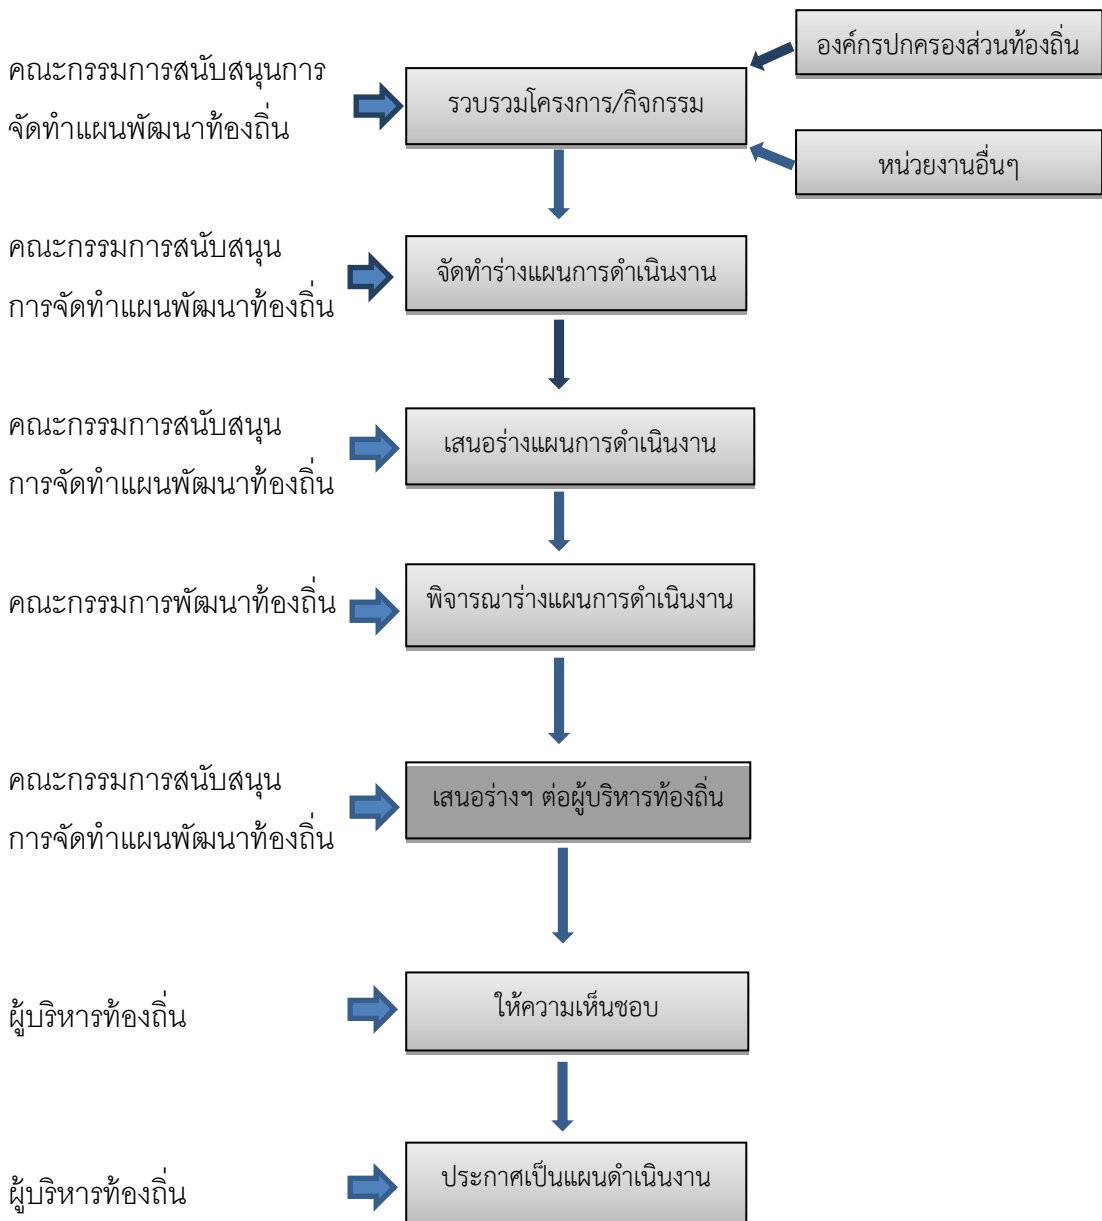 องค์กรปกครองส่วนท้องถิ่น
คณะกรรมการสนับสนุนการ
จัดทำแผนพัฒนาท้องถิ่น
รวบรวมโครงการ/กิจกรรม
หน่วยงานอื่นๆ
คณะกรรมการสนับสนุน
การจัดทำแผนพัฒนาท้องถิ่น
จัดทำร่างแผนการดำเนินงาน
คณะกรรมการสนับสนุน
การจัดทำแผนพัฒนาท้องถิ่น
เสนอร่างแผนการดำเนินงาน
คณะกรรมการพัฒนาท้องถิ่น
พิจารณาร่างแผนการดำเนินงาน
คณะกรรมการสนับสนุน
การจัดทำแผนพัฒนาท้องถิ่น
เสนอร่างฯ ต่อผู้บริหารท้องถิ่น
ผู้บริหารท้องถิ่น
ให้ความเห็นชอบ
ผู้บริหารท้องถิ่น
ประกาศเป็นแผนดำเนินงาน